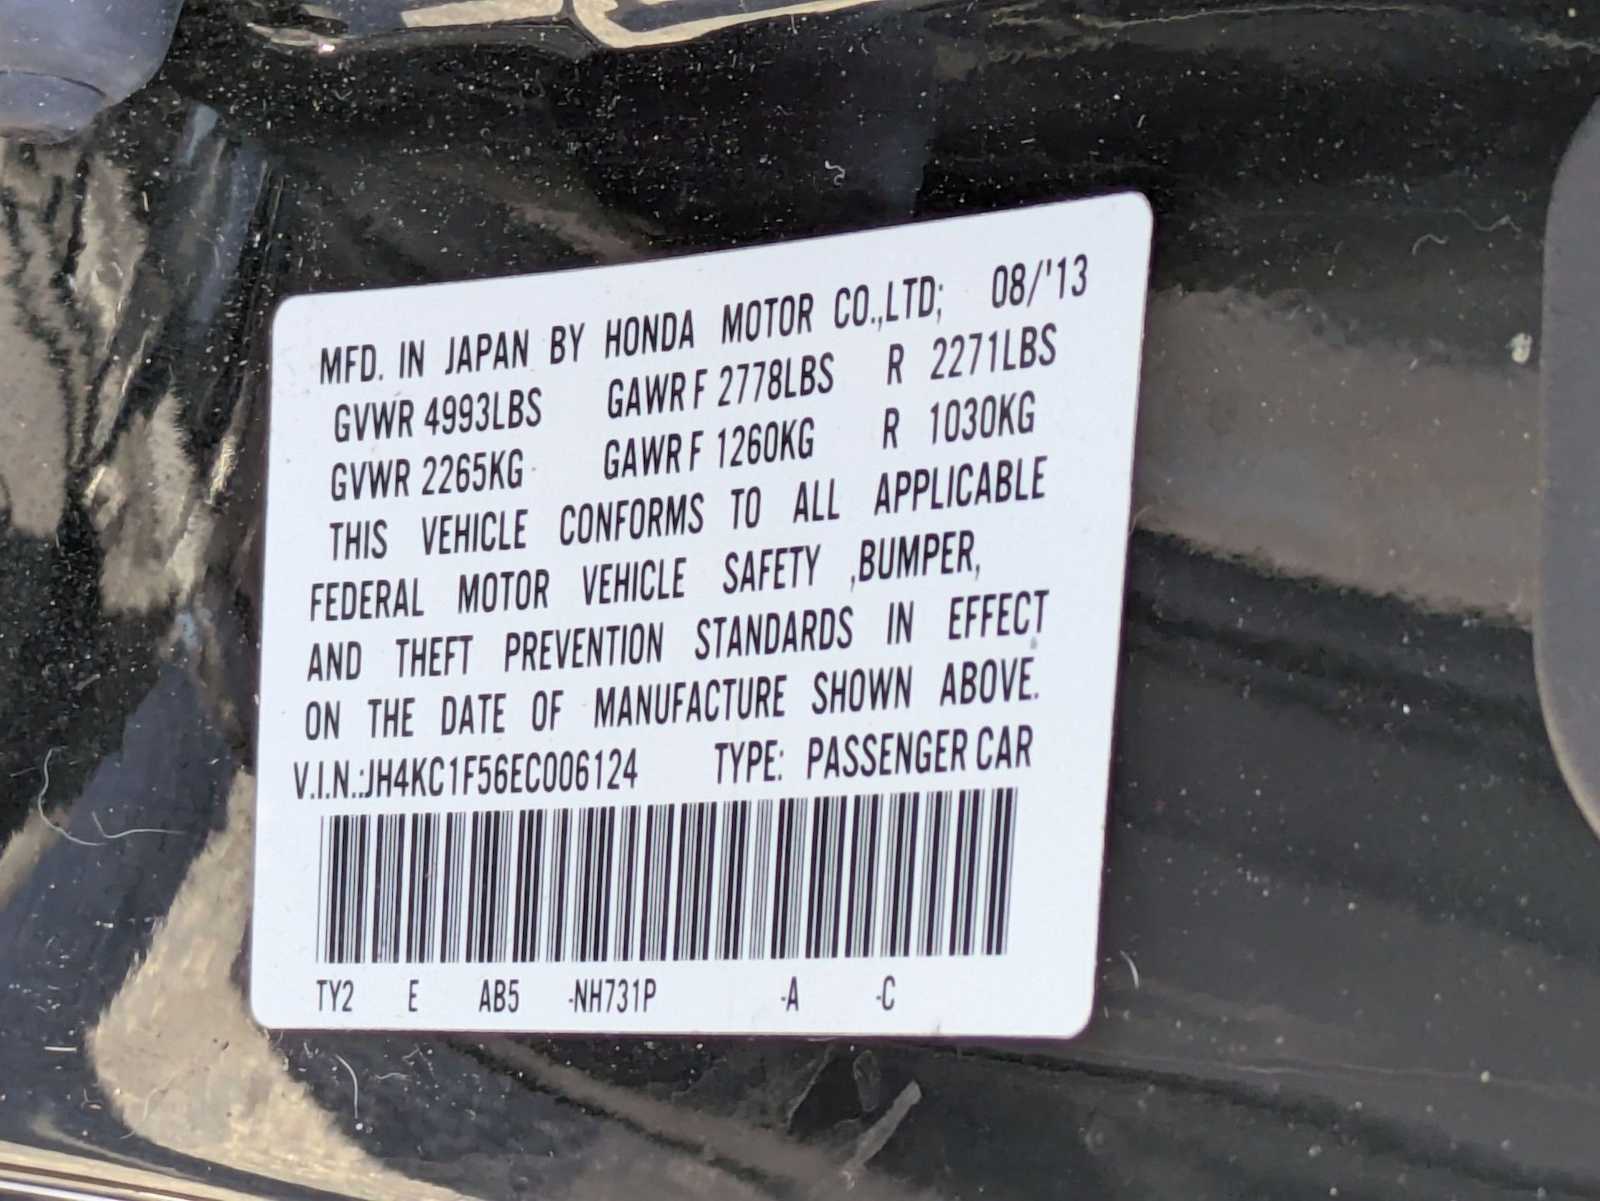 MFD. IN JAPAN BY HONDA MOTOR CO.,LTD; 08/'13
GVWR 4993LBS GAWR F 2778LBS R 2271LBS
GVWR 2265KG GAWR F 1260KG R 1030KG
THIS VEHICLE CONFORMS TO ALL APPLICABLE
FEDERAL MOTOR VEHICLE SAFETY ,BUMPER,
AND THEFT PREVENTION STANDARDS IN EFFECT
ON THE DATE OF MANUFACTURE SHOWN ABOVE.
V.I.N.:JH4KC1F56EC006124 TYPE: PASSENGER CAR
TY2 E AB5 -NH731P -A -C